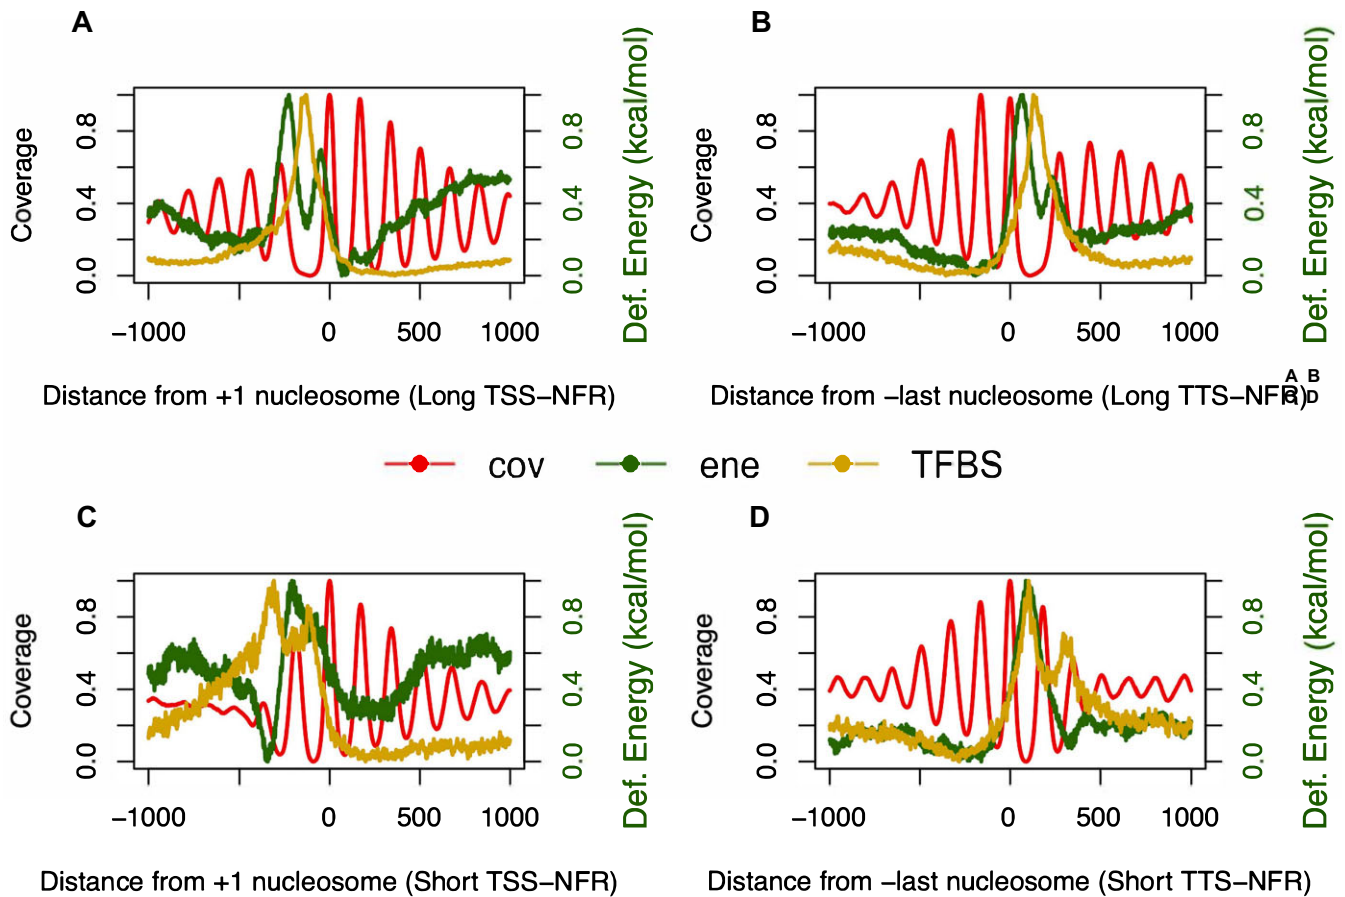 A
B
Coverage
0.0
0.4
0.8
0.0
0.4
0.8
Def. Energy (kcal/mol)
−1000
0
500
1000
Distance from +1 nucleosome (Long TSS−NFR)
Coverage
0.0
0.4
0.8
0.0
0.4
0.8
Def. Energy (kcal/mol)
−1000
0
500
1000
Distance from −last nucleosome (Long TTS−NFR)
A B
C D
cov
ene
TFBS
C
D
Coverage
0.0
0.4
0.8
0.0
0.4
0.8
Def. Energy (kcal/mol)
−1000
0
500
1000
Distance from +1 nucleosome (Short TSS−NFR)
Coverage
0.0
0.4
0.8
0.0
0.4
0.8
Def. Energy (kcal/mol)
−1000
0
500
1000
Distance from −last nucleosome (Short TTS−NFR)